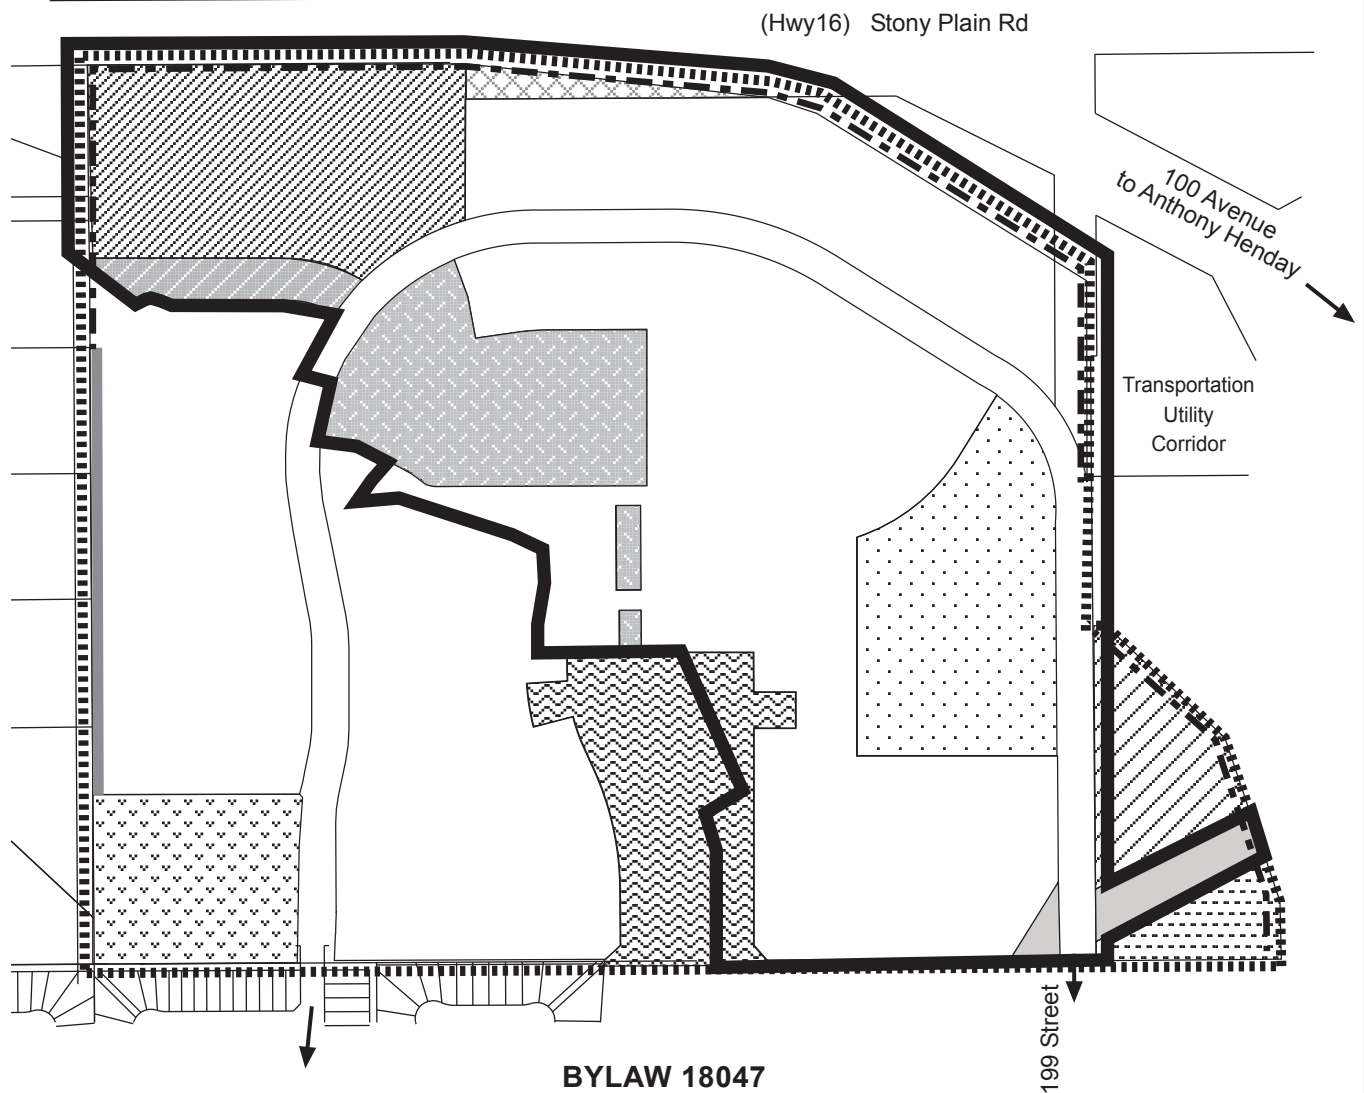 (Hwy16) Stony Plain Rd
100 Avenue
to Anthony Henday
Transportation
Utility
Corridor
199 Street
BYLAW 18047